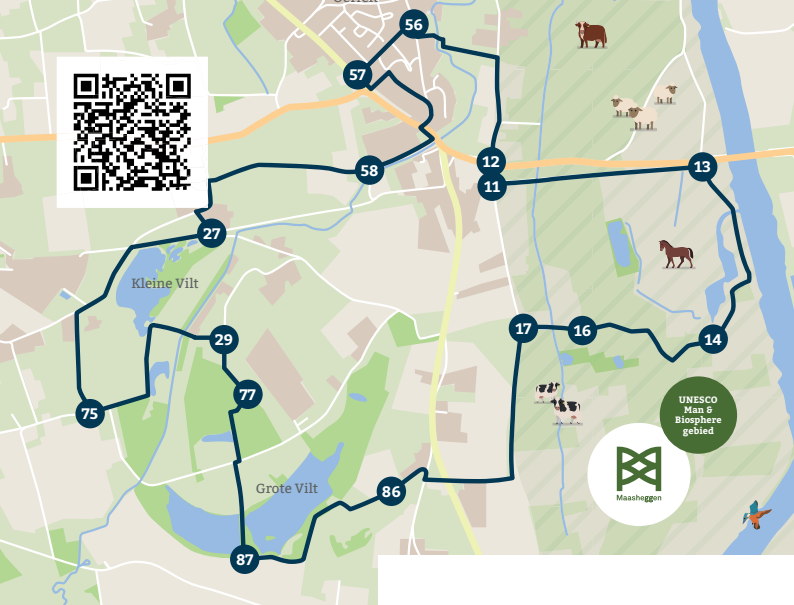 56
57
12
13
58
11
27
Kleine Vilt
17
16
29
14
77
75
UNESCO
Man &
Biosphere
gebied
Grote Vilt
86
Maasheggen
87